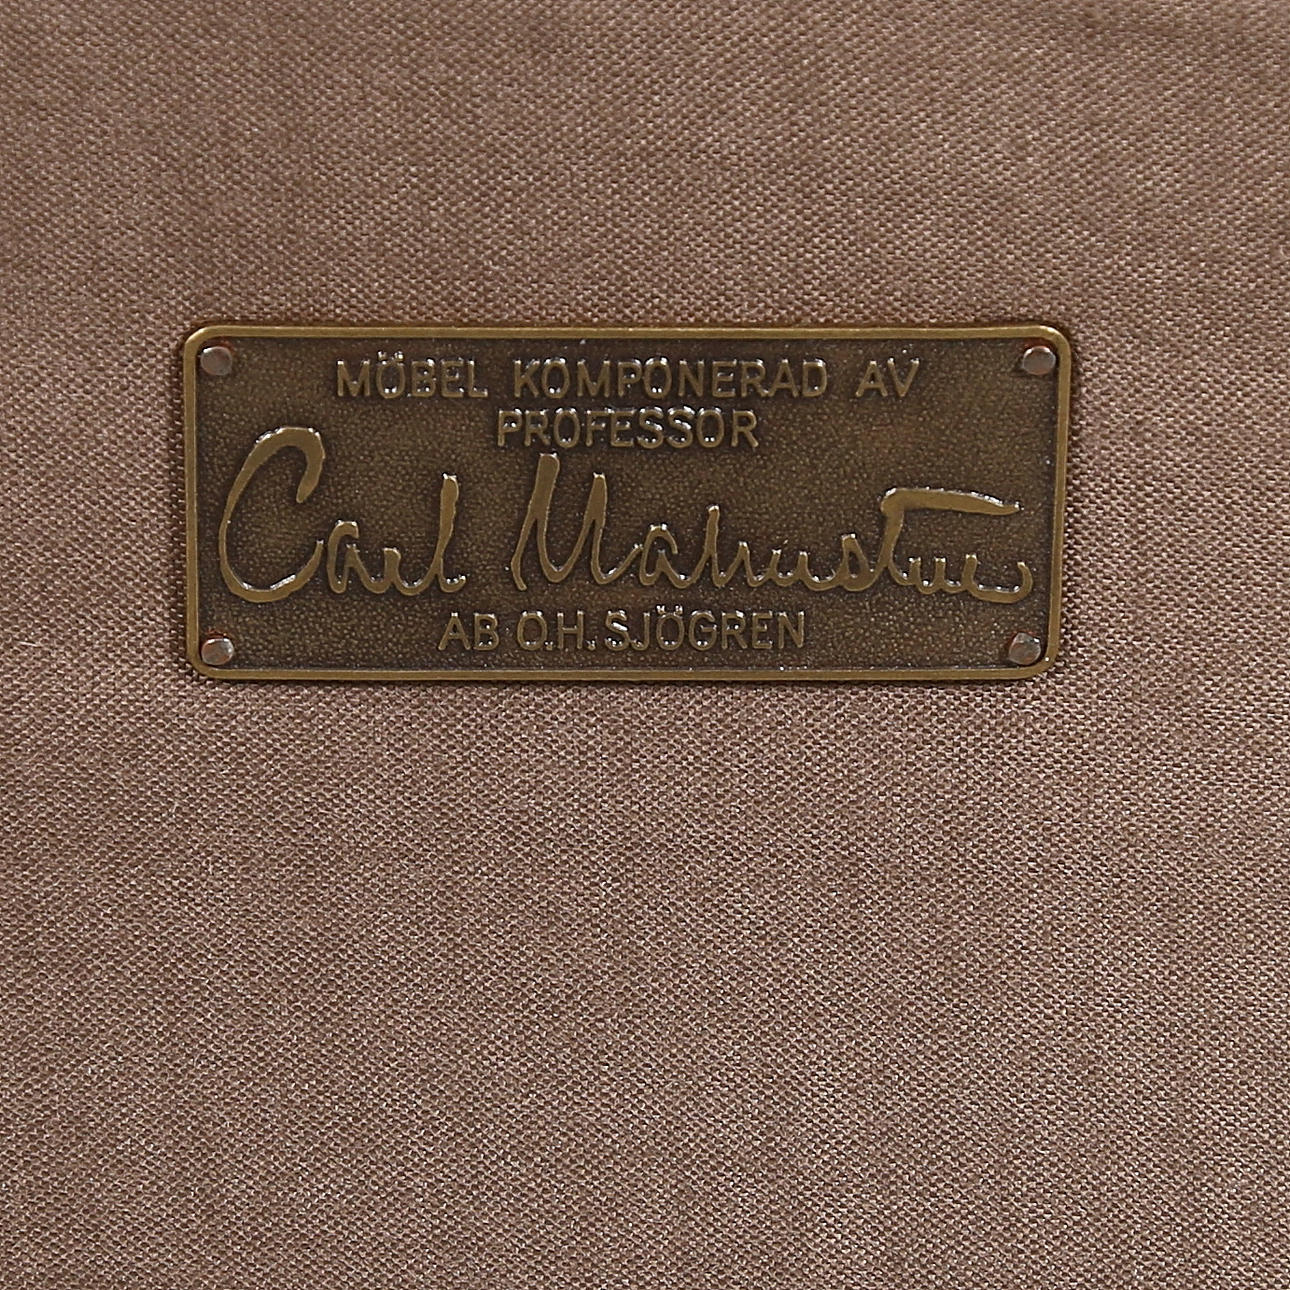 MÖBEL KOMPONERAD AV
PROFESSOR
Carl Malmsten
AB O.H. SJÖGREN